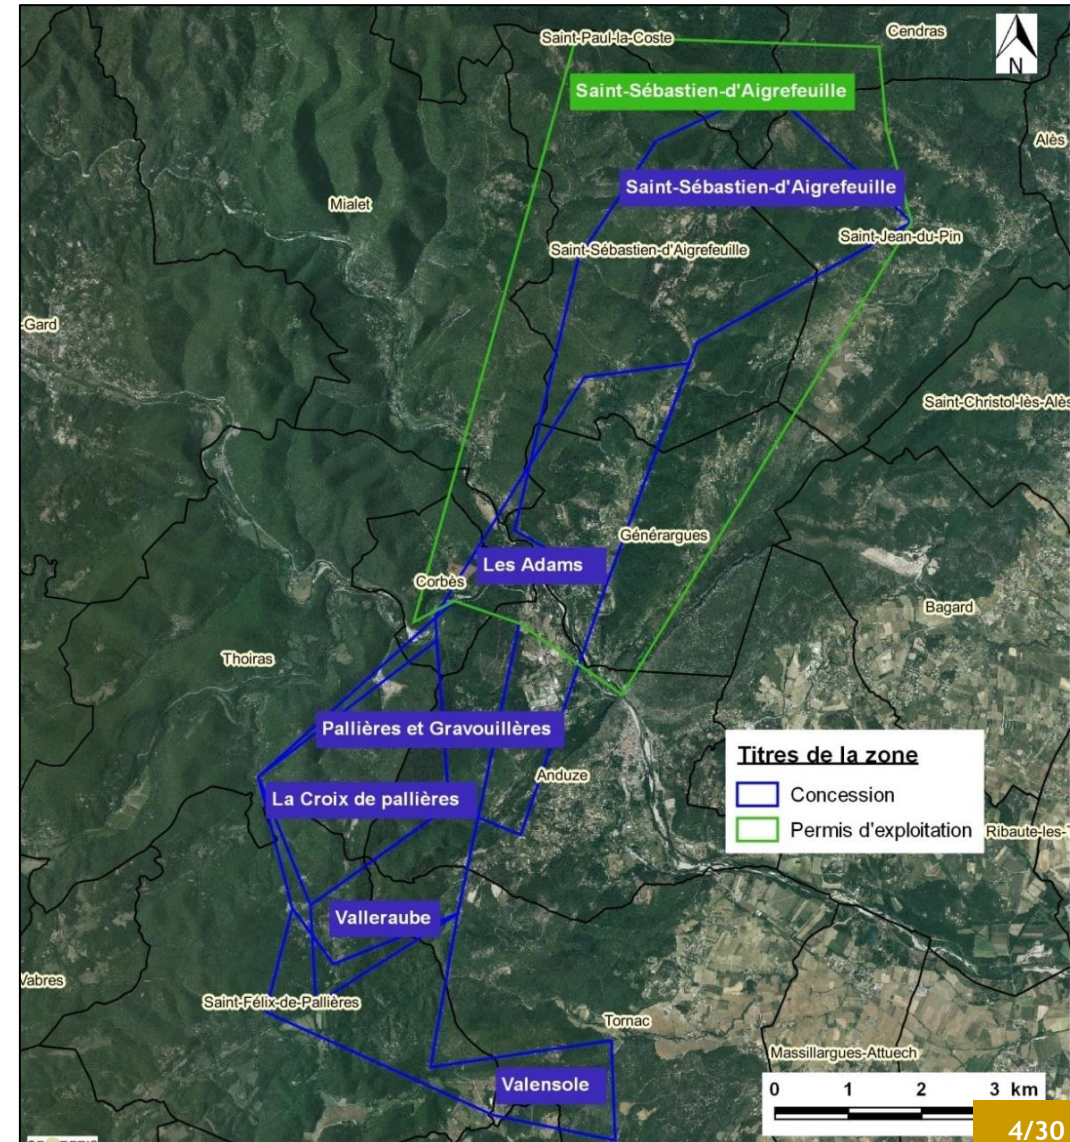 Saint-Paul-la-Coste
Cendras
N
Saint-Sébastien-d'Aigrefeuille
Alès
Saint-Sébastien-d'Aigrefeuille
Mialet
Saint-Jean-du-Pin
Saint-Sébastien-d'Aigrefeuille
-Gard
Saint-Christol-lès-Alès
Générargues
Les Adams
Corbès
Bagard
Thoiras
Pallières et Gravouillères
Titres de la zone
Anduze
Concession
La Croix de pallières
Permis d'exploitation
Ribaute-les-T
Valleraube
Vabres
Saint-Félix-de-Pallières
Tornac
Massillargues-Attuech
Valensole
0 1 2 3 km
4/30